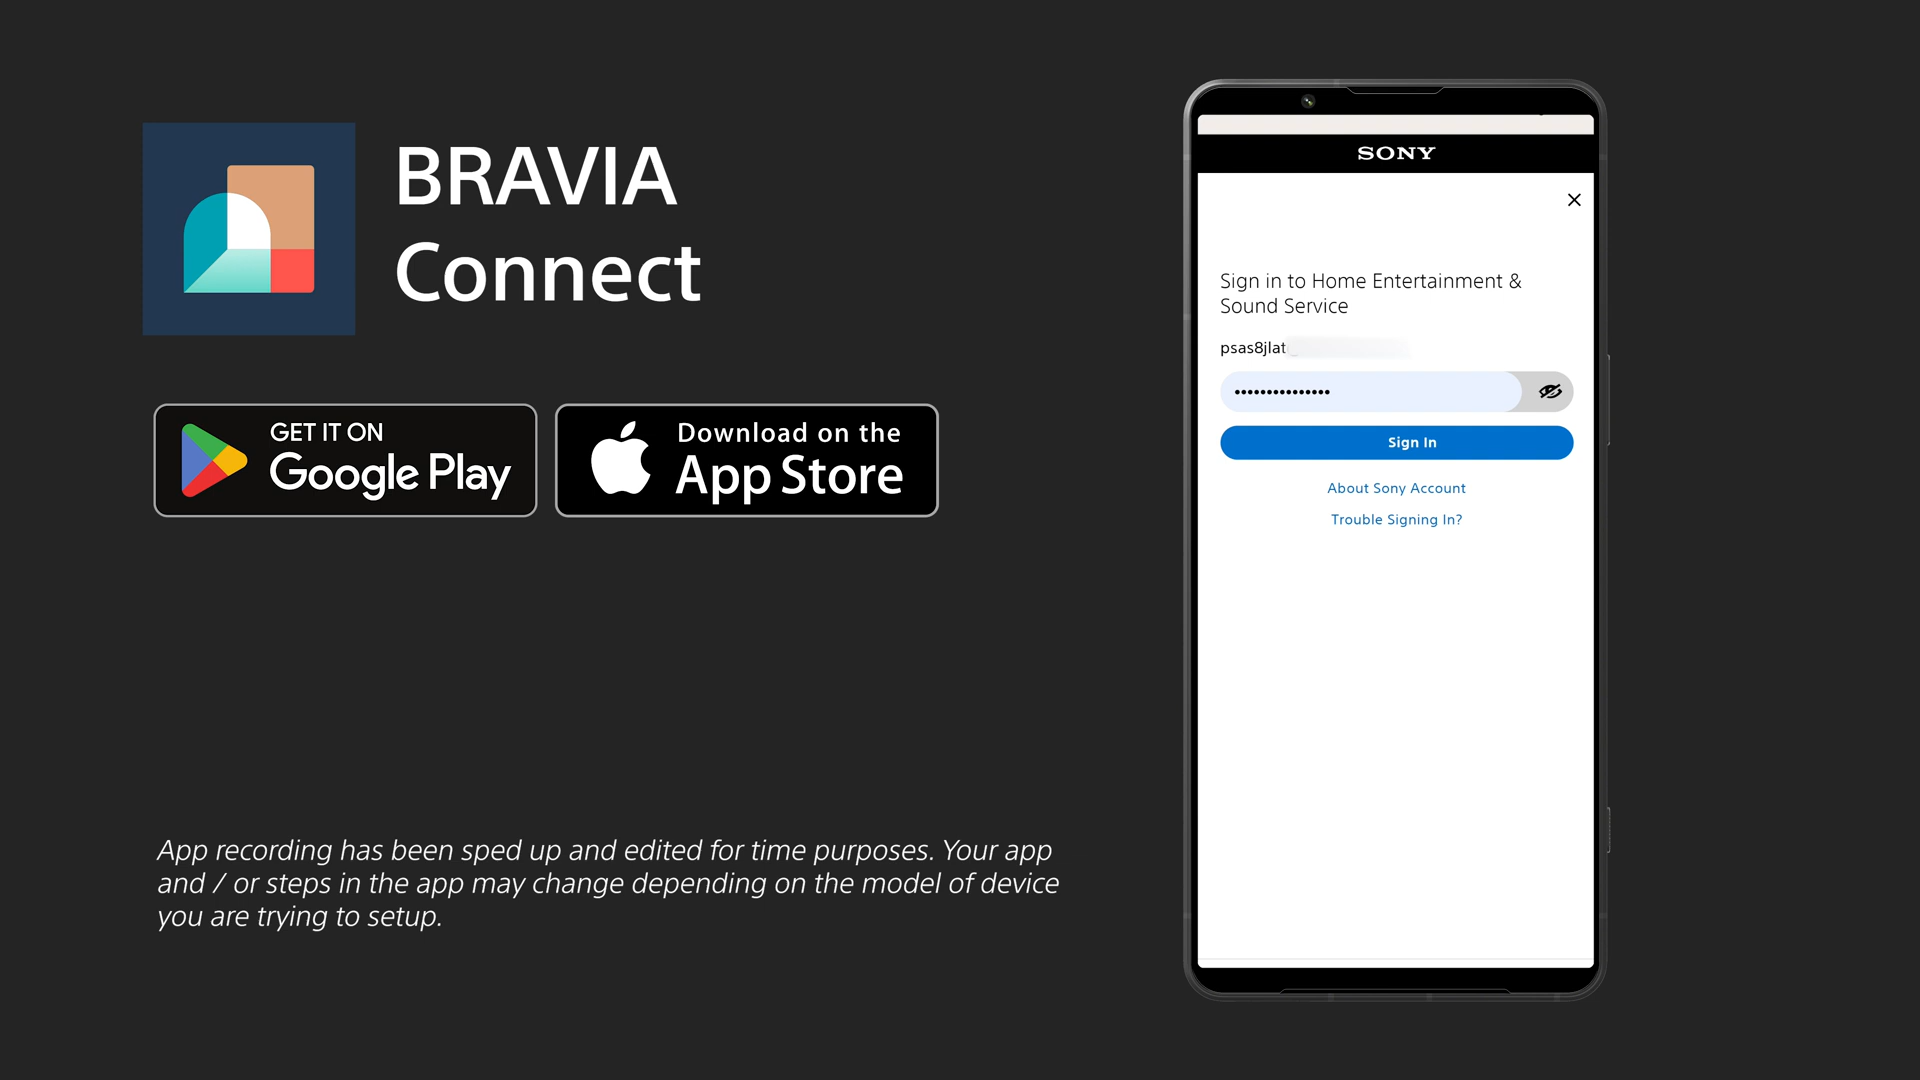 BRAVIA
Connect
GET IT ON
Google Play
Download on the
App Store
App recording has been sped up and edited for time purposes. Your app
and / or steps in the app may change depending on the model of device
you are trying to setup.
SONY
Sign in to Home Entertainment &
Sound Service
psas8jlat
Sign In
About Sony Account
Trouble Signing In?